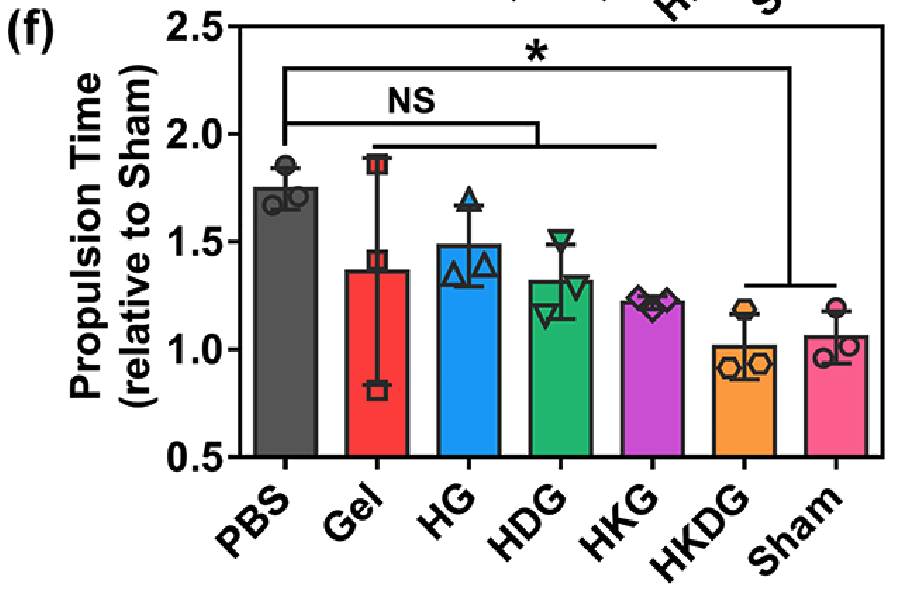 (f)
Propulsion Time
(relative to Sham)
2.5
2.0
1.5
1.0
0.5
*
NS
PBS
Gel
HG
HDG
HKG
HKDG
Sham